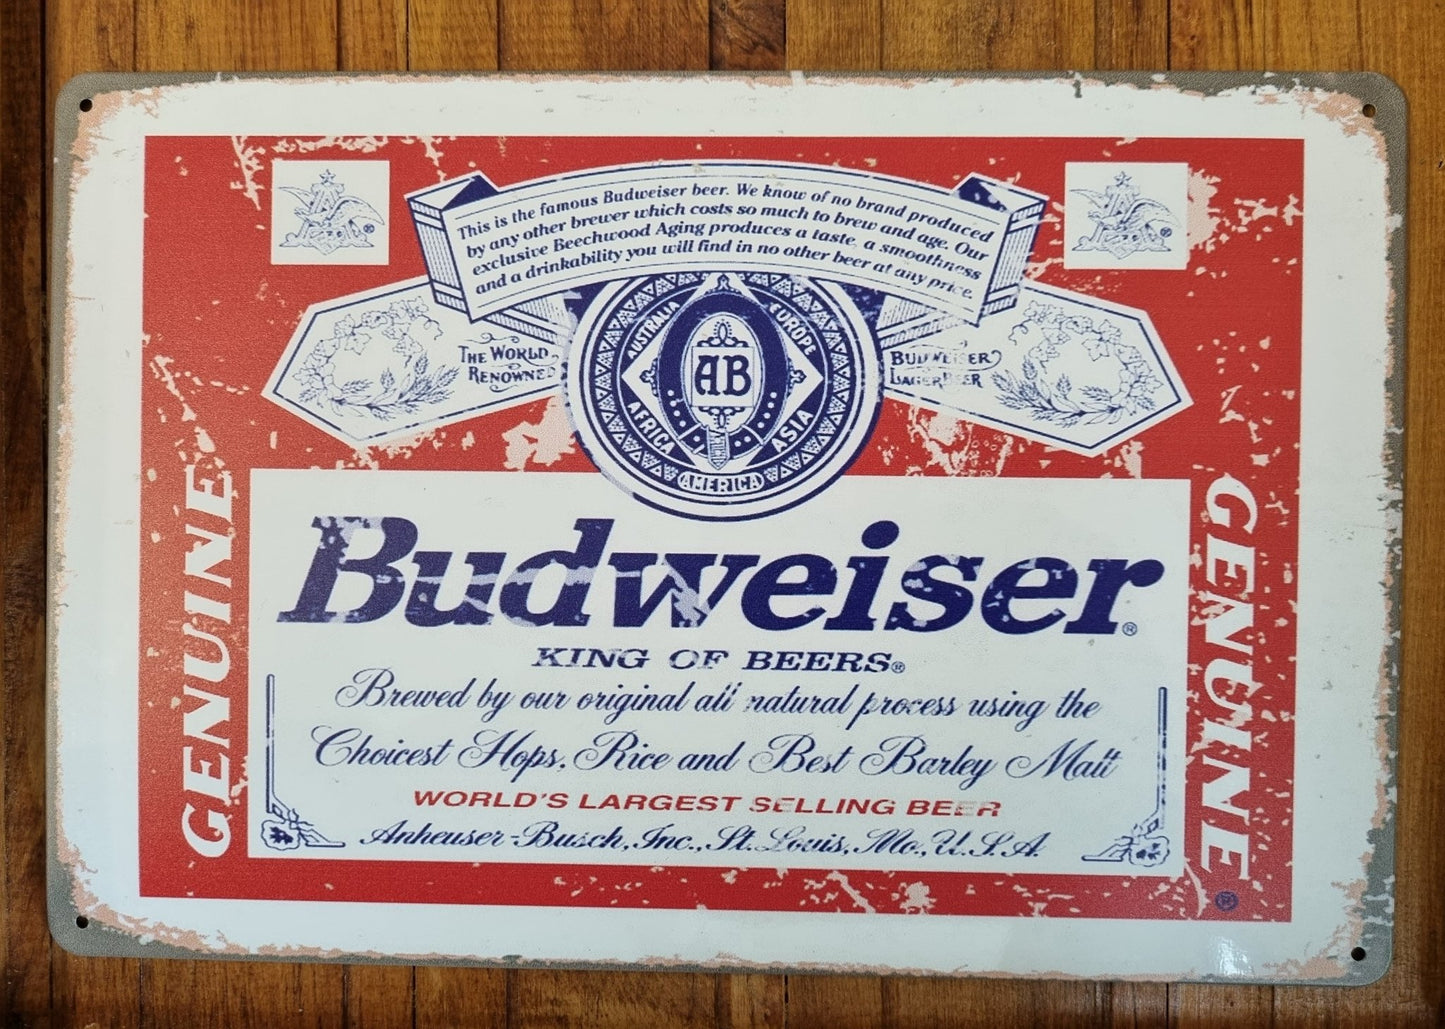 This is the famous Budweiser beer. We know of no brand produced
by any other brewer which costs so much to brew and age. Our
exclusive Beechwood Aging produces a taste, a smoothness
and a drinkability you will find in no other beer at any price.
THE WORLD
RENOWNED
BUDWEISER
LAGER BEER
AUSTRALIA
EUROPE
AB
AFRICA
ASIA
AMERICA
GENUINE
GENUINE®
Budweiser®
KING OF BEERS®
Brewed by our original all natural process using the
Choicest Hops, Rice and Best Barley Malt
WORLD'S LARGEST SELLING BEER
Anheuser-Busch, Inc., St. Louis, Mo., U.S.A.